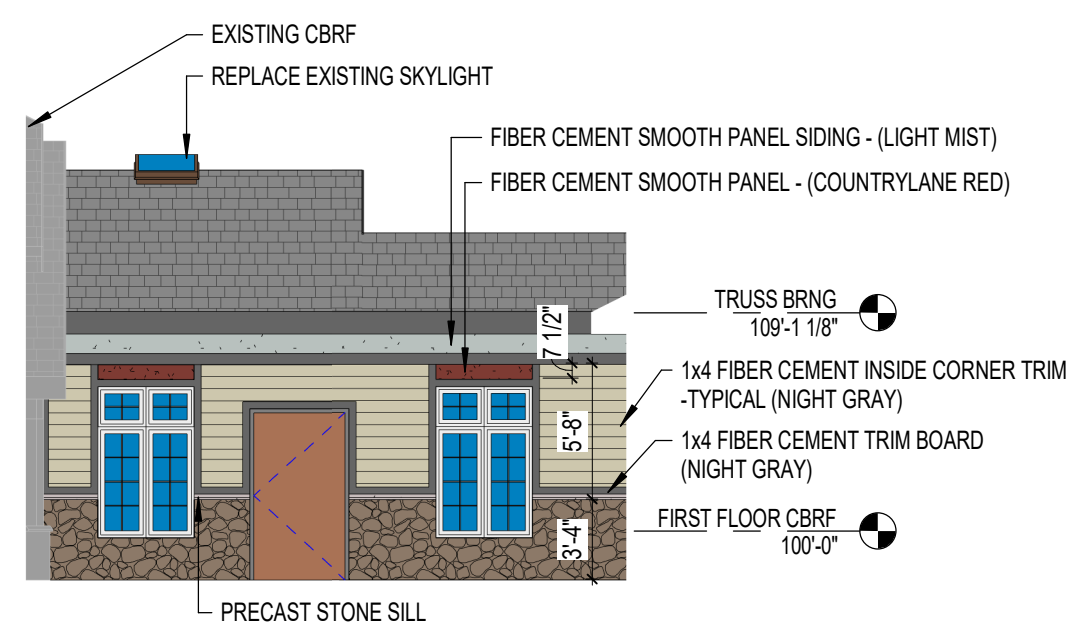 EXISTING CBRF
REPLACE EXISTING SKYLIGHT
FIBER CEMENT SMOOTH PANEL SIDING - (LIGHT MIST)
FIBER CEMENT SMOOTH PANEL - (COUNTRYLANE RED)
TRUSS BRNG
109'-1 1/8"
7 1/2"
1x4 FIBER CEMENT INSIDE CORNER TRIM
-TYPICAL (NIGHT GRAY)
5'-8"
1x4 FIBER CEMENT TRIM BOARD
(NIGHT GRAY)
FIRST FLOOR CBRF
100'-0"
3'-4"
PRECAST STONE SILL